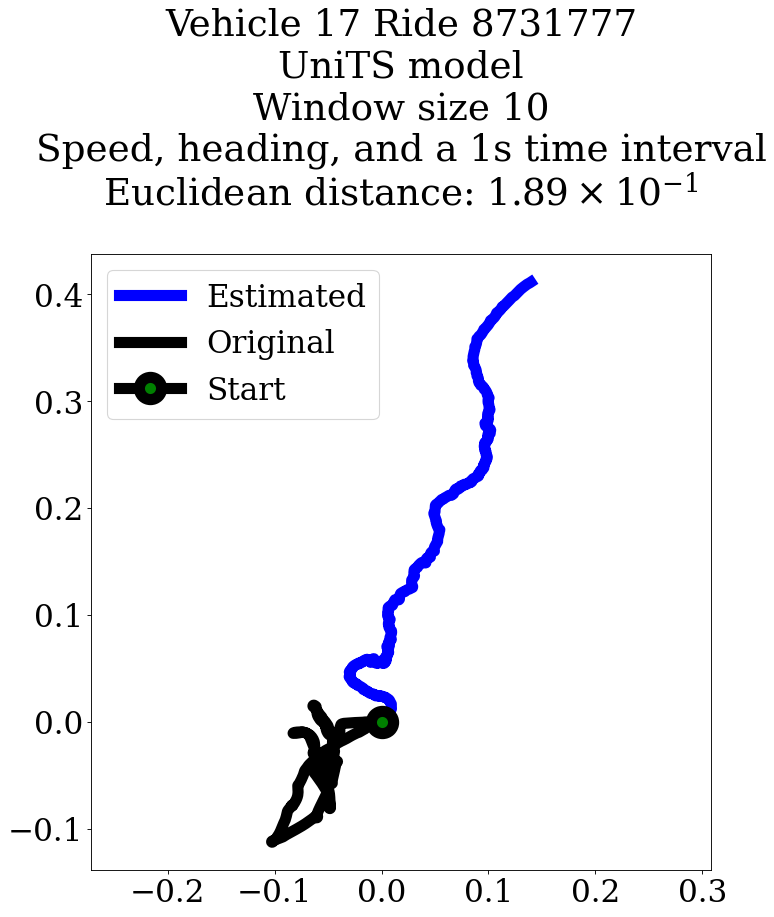 Vehicle 17 Ride 8731777
UniTS model
Window size 10
Speed, heading, and a 1s time interval
Euclidean distance: 1.89 × 10⁻¹
Estimated
Original
Start
0.4
0.3
0.2
0.1
0.0
−0.1
−0.2 −0.1 0.0 0.1 0.2 0.3